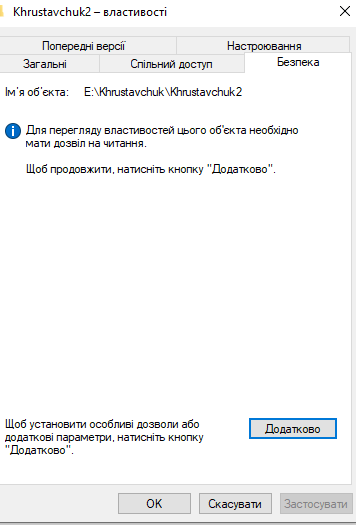 Khrustavchuk2 – властивості
Попередні версії
Настроювання
Загальні
Спільний доступ
Безпека
Ім'я об'єкта: E:\Khrustavchuk\Khrustavchuk2
Для перегляду властивостей цього об'єкта необхідно
мати дозвіл на читання.
Щоб продовжити, натисніть кнопку "Додатково".
Щоб установити особливі дозволи або
додаткові параметри, натисніть кнопку
"Додатково".
Додатково
OK
Скасувати
Застосувати